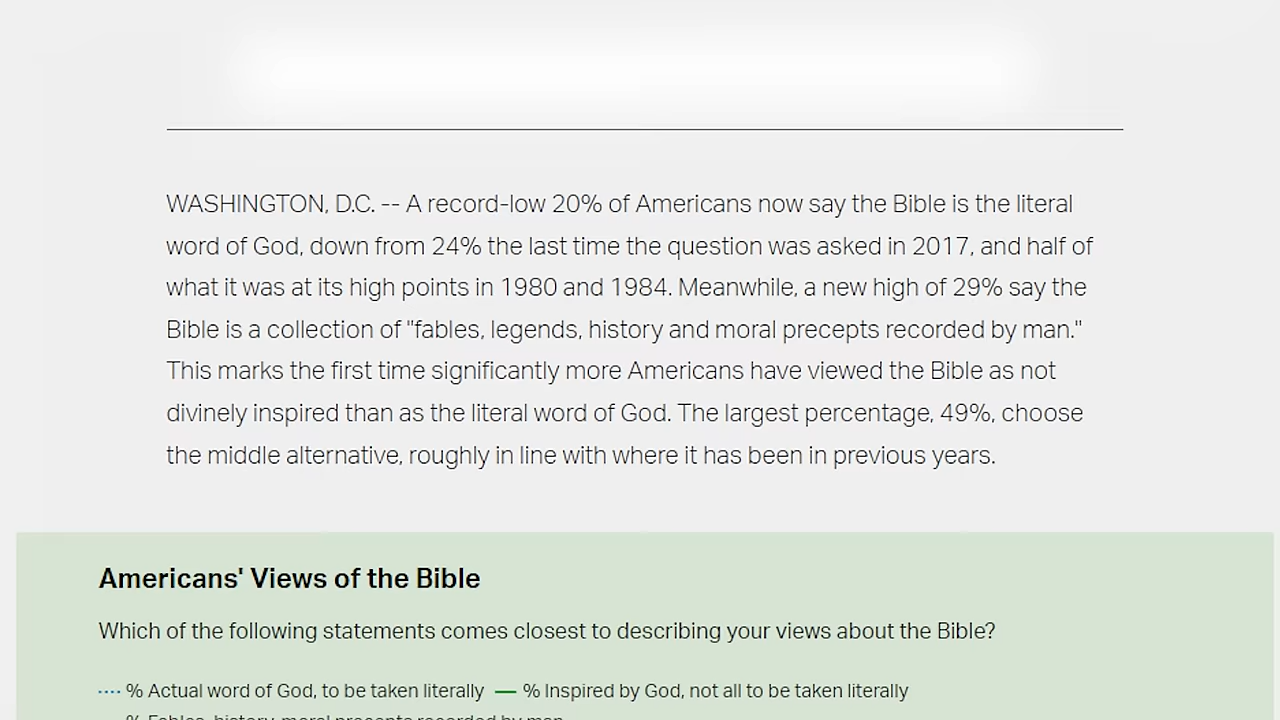 WASHINGTON, D.C. -- A record-low 20% of Americans now say the Bible is the literal
word of God, down from 24% the last time the question was asked in 2017, and half of
what it was at its high points in 1980 and 1984. Meanwhile, a new high of 29% say the
Bible is a collection of "fables, legends, history and moral precepts recorded by man."
This marks the first time significantly more Americans have viewed the Bible as not
divinely inspired than as the literal word of God. The largest percentage, 49%, choose
the middle alternative, roughly in line with where it has been in previous years.
Americans' Views of the Bible
Which of the following statements comes closest to describing your views about the Bible?
% Actual word of God, to be taken literally % Inspired by God, not all to be taken literally
% Fables, history, moral precepts recorded by man